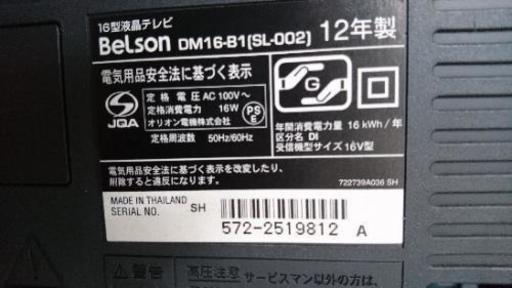 16型液晶テレビ
BeLson DM16-B1(SL-002) 12年製
電気用品安全法に基づく表示
JQA
定格電圧 AC 100V~
定格消費電力 16W
オリオン電機株式会社
定格周波数 50Hz/60Hz
PS
E
G
年間消費電力量 16 kWh/年
区分名 DI
受信機型サイズ 16V型
電気用品安全法に基づく表示を改変したり、
削除すると違反になります。
722739A036 SH
MADE IN THAILAND
SERIAL NO. SH
572-2519812 A
警告 高圧注意 サービスマン以外の方は、